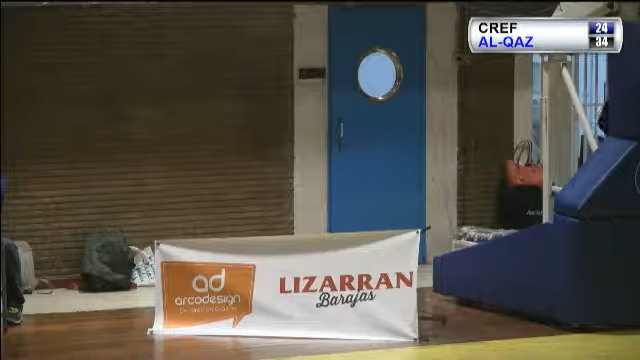 CREF 24
AL-QAZ 34
ad
arcodesign
LIZARRAN
Barajas